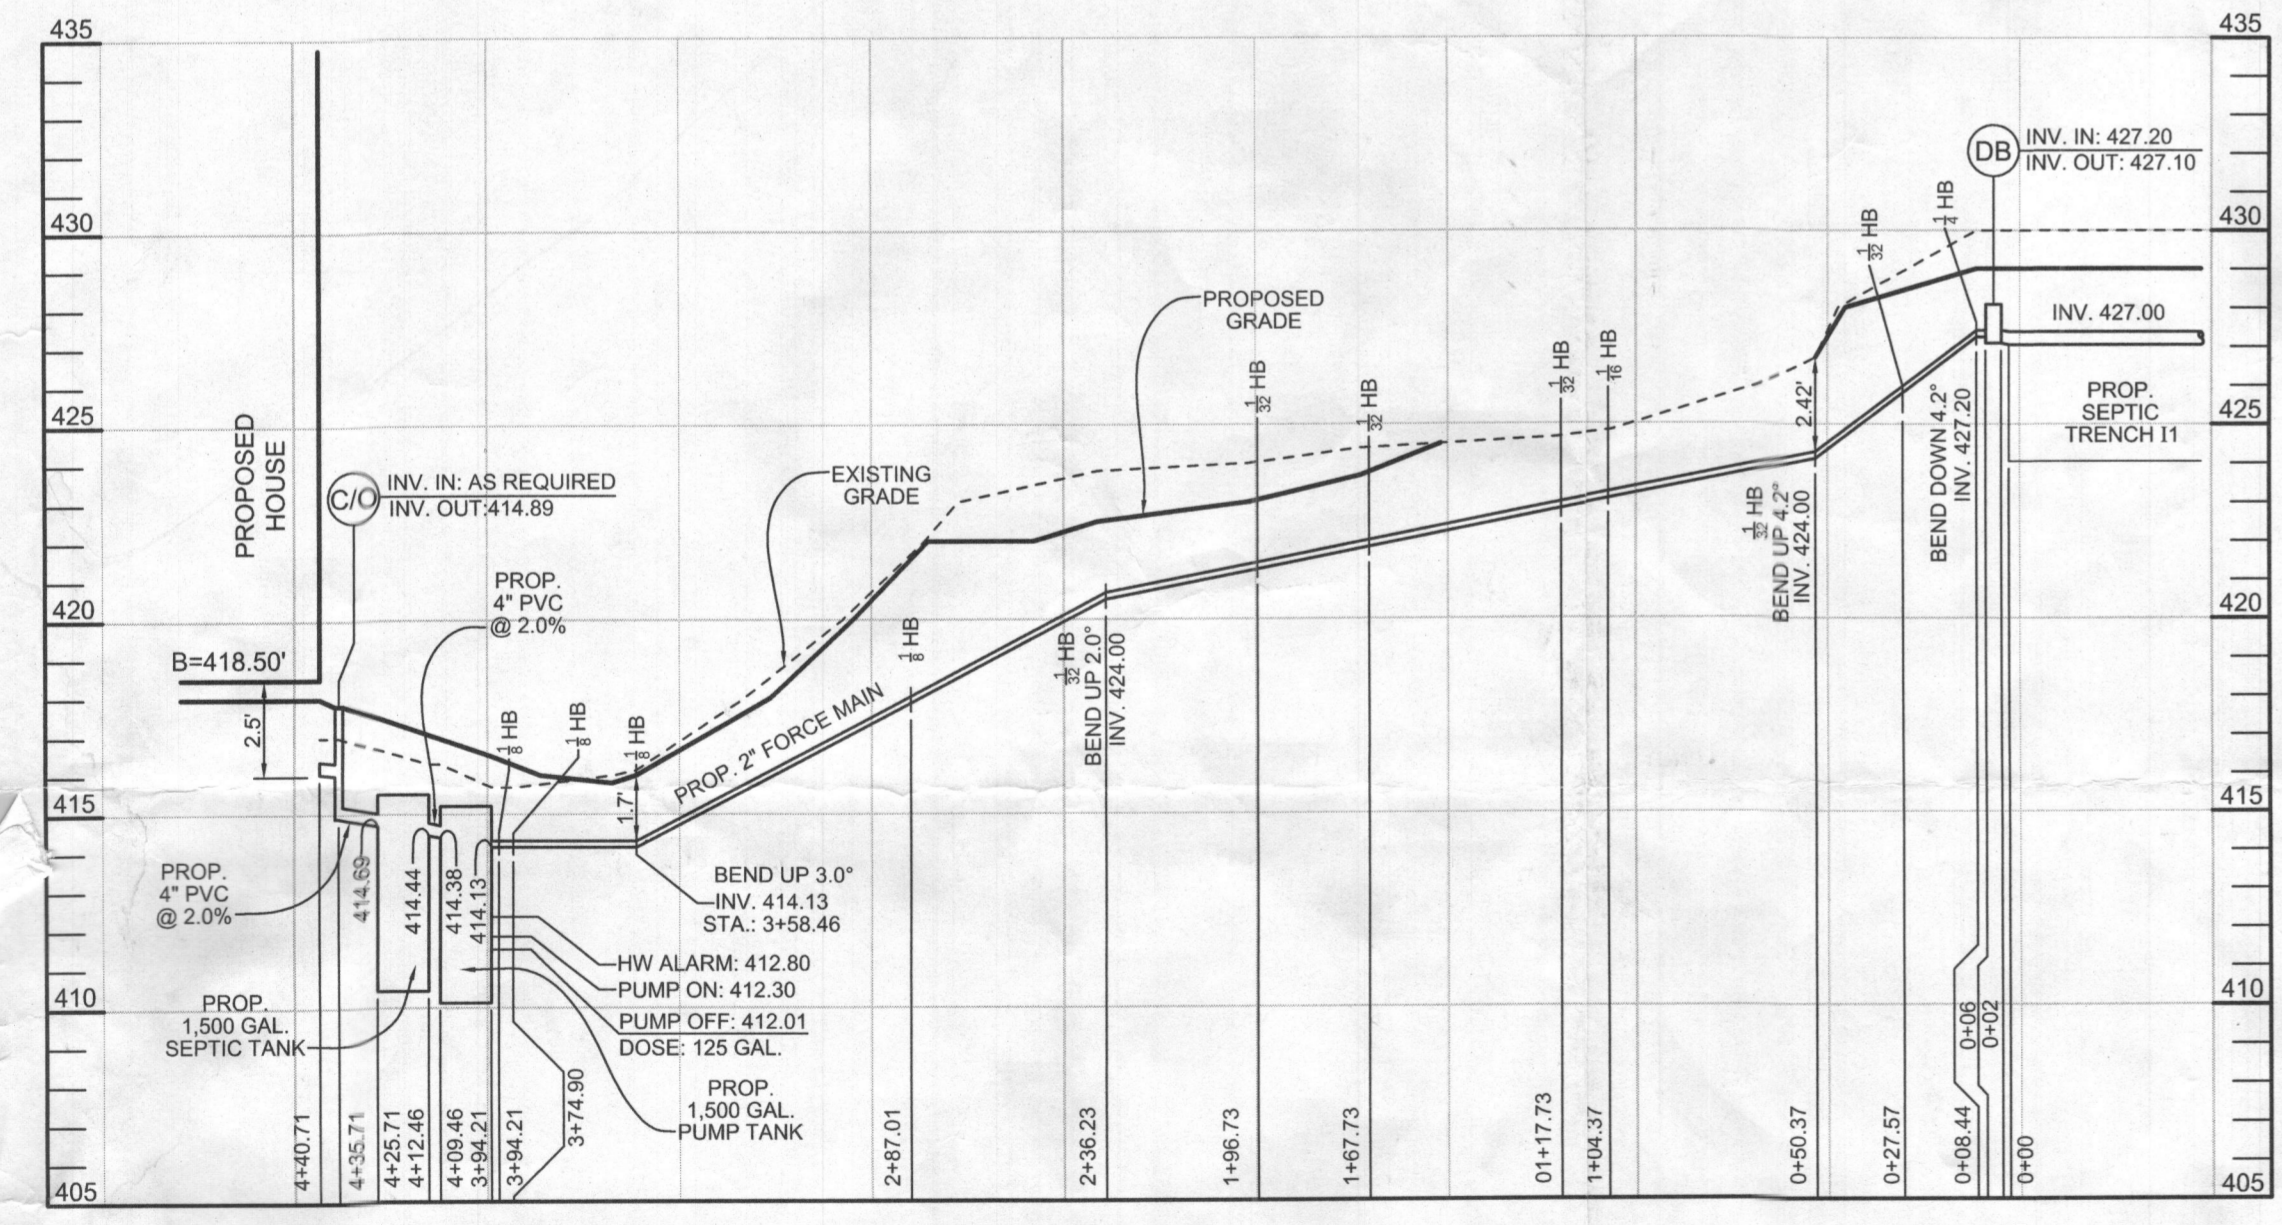 435
430
425
420
415
410
405
435
430
425
420
415
410
405
PROPOSED
HOUSE
B=418.50'
2.5'
C/O
INV. IN: AS REQUIRED
INV. OUT:414.89
PROP.
4" PVC
@ 2.0%
PROP.
4" PVC
@ 2.0%
414.69
414.44
414.38
414.13
PROP.
1,500 GAL.
SEPTIC TANK
1/8 HB
1/8 HB
1/8 HB
1.7'
BEND UP 3.0°
INV. 414.13
STA.: 3+58.46
HW ALARM: 412.80
PUMP ON: 412.30
PUMP OFF: 412.01
DOSE: 125 GAL.
PROP.
1,500 GAL.
PUMP TANK
EXISTING
GRADE
PROP. 2" FORCE MAIN
1/8 HB
1/32 HB
BEND UP 2.0°
INV. 424.00
PROPOSED
GRADE
1/32 HB
1/32 HB
1/32 HB
1/16 HB
2.42'
1/32 HB
BEND UP 4.2°
INV. 424.00
1/32 HB
1/4 HB
BEND DOWN 4.2°
INV. 427.20
DB
INV. IN: 427.20
INV. OUT: 427.10
INV. 427.00
PROP.
SEPTIC
TRENCH I1
4+40.71
4+35.71
4+25.71
4+12.46
4+09.46
3+94.21
3+94.21
3+74.90
2+87.01
2+36.23
1+96.73
1+67.73
01+17.73
1+04.37
0+50.37
0+27.57
0+08.44
0+06
0+02
0+00